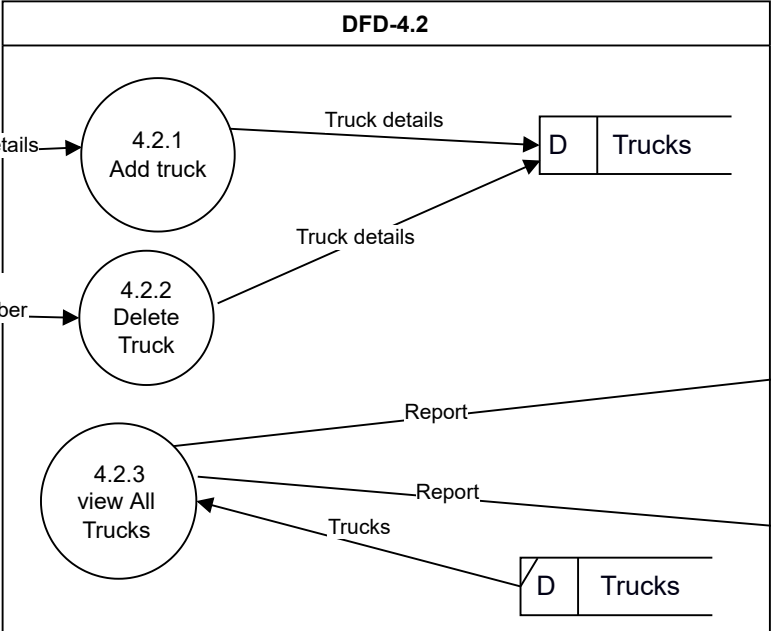 DFD-4.2
Truck details
4.2.1
Add truck
tails
D
Trucks
Truck details
4.2.2
Delete
Truck
ber
Report
4.2.3
view All
Trucks
Report
Trucks
D
Trucks